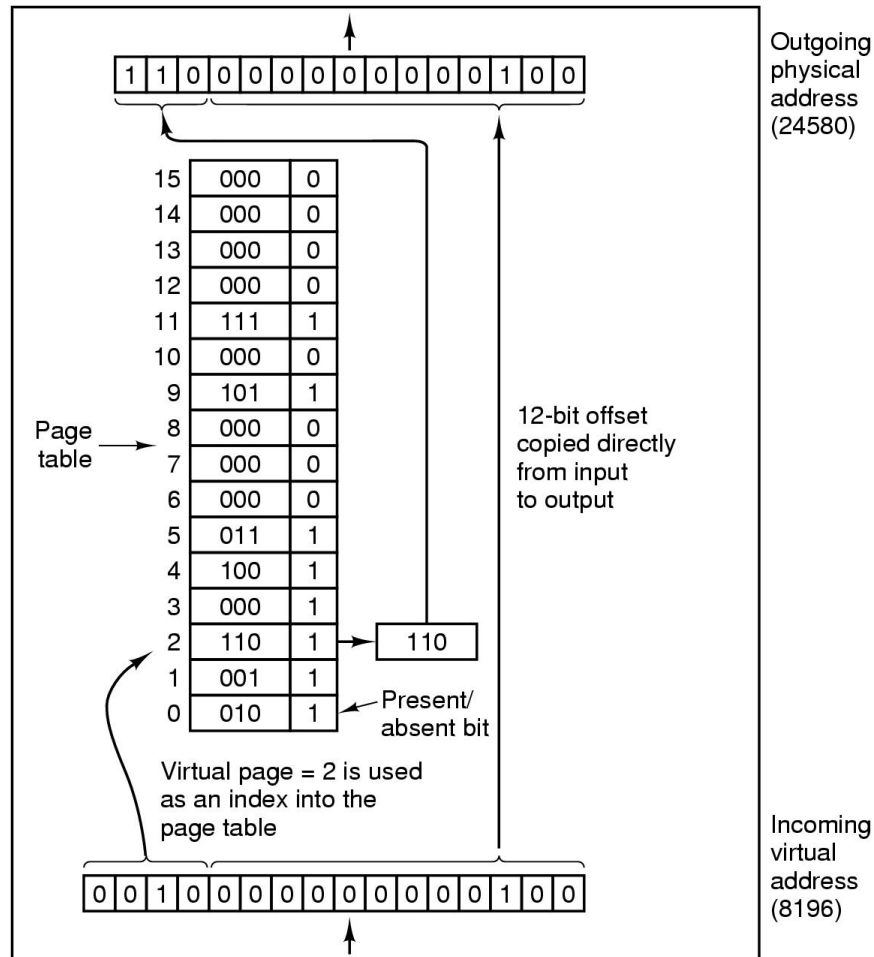 1 1 0 0 0 0 0 0 0 0 0 0 1 0 0
Outgoing
physical
address
(24580)
15 000 0
14 000 0
13 000 0
12 000 0
11 111 1
10 000 0
9 101 1
8 000 0
7 000 0
6 000 0
5 011 1
4 100 1
3 000 1
2 110 1 110
1 001 1
0 010 1
Page
table
12-bit offset
copied directly
from input
to output
Present/
absent bit
Virtual page = 2 is used
as an index into the
page table
0 0 1 0 0 0 0 0 0 0 0 0 0 1 0 0
Incoming
virtual
address
(8196)